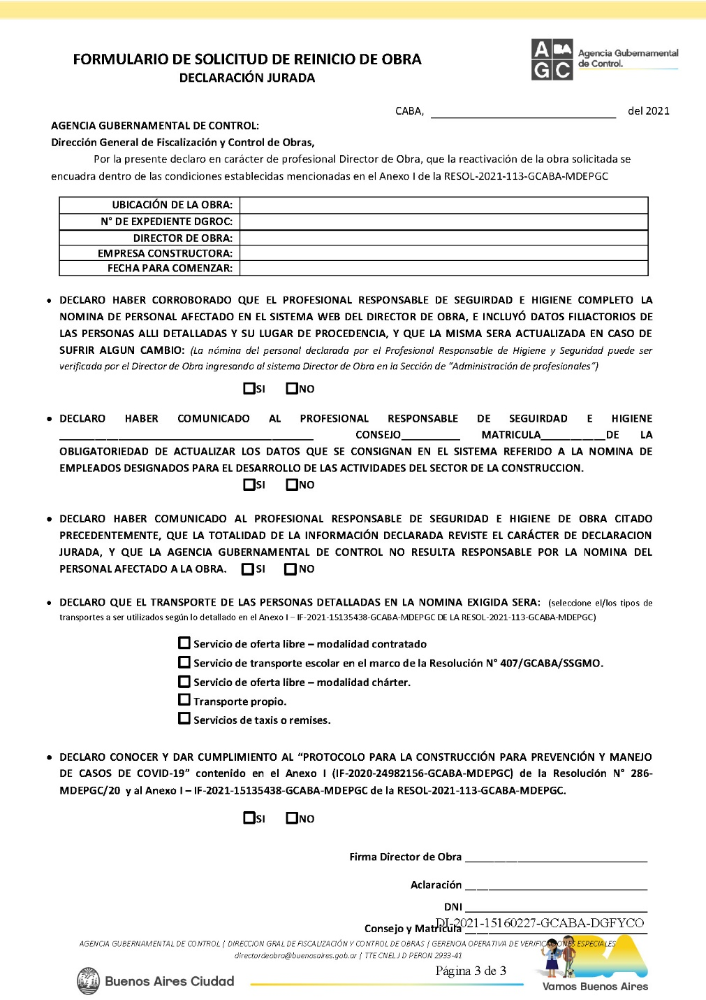 FORMULARIO DE SOLICITUD DE REINICIO DE OBRA
DECLARACIÓN JURADA
A BA
GC
Agencia Gubernamental
de Control.
CABA, ______________________________ del 2021
AGENCIA GUBERNAMENTAL DE CONTROL:
Dirección General de Fiscalización y Control de Obras,
Por la presente declaro en carácter de profesional Director de Obra, que la reactivación de la obra solicitada se
encuadra dentro de las condiciones establecidas mencionadas en el Anexo I de la RESOL-2021-113-GCABA-MDEPGC
UBICACIÓN DE LA OBRA:
N° DE EXPEDIENTE DGROC:
DIRECTOR DE OBRA:
EMPRESA CONSTRUCTORA:
FECHA PARA COMENZAR:
• DECLARO HABER CORROBORADO QUE EL PROFESIONAL RESPONSABLE DE SEGUIRDAD E HIGIENE COMPLETO LA
NOMINA DE PERSONAL AFECTADO EN EL SISTEMA WEB DEL DIRECTOR DE OBRA, E INCLUYÓ DATOS FILIACTORIOS DE
LAS PERSONAS ALLI DETALLADAS Y SU LUGAR DE PROCEDENCIA, Y QUE LA MISMA SERA ACTUALIZADA EN CASO DE
SUFRIR ALGUN CAMBIO: (La nómina del personal declarada por el Profesional Responsable de Higiene y Seguridad puede ser
verificada por el Director de Obra ingresando al sistema Director de Obra en la Sección de “Administración de profesionales”)
☐SI ☐NO
• DECLARO HABER COMUNICADO AL PROFESIONAL RESPONSABLE DE SEGUIRDAD E HIGIENE
___________________________________________ CONSEJO__________ MATRICULA___________DE LA
OBLIGATORIEDAD DE ACTUALIZAR LOS DATOS QUE SE CONSIGNAN EN EL SISTEMA REFERIDO A LA NOMINA DE
EMPLEADOS DESIGNADOS PARA EL DESARROLLO DE LAS ACTIVIDADES DEL SECTOR DE LA CONSTRUCCION.
☐SI ☐NO
• DECLARO HABER COMUNICADO AL PROFESIONAL RESPONSABLE DE SEGURIDAD E HIGIENE DE OBRA CITADO
PRECEDENTEMENTE, QUE LA TOTALIDAD DE LA INFORMACIÓN DECLARADA REVISTE EL CARÁCTER DE DECLARACION
JURADA, Y QUE LA AGENCIA GUBERNAMENTAL DE CONTROL NO RESULTA RESPONSABLE POR LA NOMINA DEL
PERSONAL AFECTADO A LA OBRA. ☐SI ☐NO
• DECLARO QUE EL TRANSPORTE DE LAS PERSONAS DETALLADAS EN LA NOMINA EXIGIDA SERA: (seleccione el/los tipos de
transportes a ser utilizados según lo detallado en el Anexo I – IF-2021-15135438-GCABA-MDEPGC DE LA RESOL-2021-113-GCABA-MDEPGC)
☐ Servicio de oferta libre – modalidad contratado
☐ Servicio de transporte escolar en el marco de la Resolución N° 407/GCABA/SSGMO.
☐ Servicio de oferta libre – modalidad chárter.
☐ Transporte propio.
☐ Servicios de taxis o remises.
• DECLARO CONOCER Y DAR CUMPLIMIENTO AL “PROTOCOLO PARA LA CONSTRUCCIÓN PARA PREVENCIÓN Y MANEJO
DE CASOS DE COVID-19” contenido en el Anexo I (IF-2020-24982156-GCABA-MDEPGC) de la Resolución N° 286-
MDEPGC/20 y al Anexo I – IF-2021-15135438-GCABA-MDEPGC de la RESOL-2021-113-GCABA-MDEPGC.
☐SI ☐NO
Firma Director de Obra ______________________________
Aclaración ______________________________
DNI ______________________________
DI-2021-15160227-GCABA-DGFYCO
Consejo y Matrícula ______________________________
AGENCIA GUBERNAMENTAL DE CONTROL | DIRECCION GRAL DE FISCALIZACIÓN Y CONTROL DE OBRAS | GERENCIA OPERATIVA DE VERIFICACIONES ESPECIALES
directordeobra@buenosaires.gob.ar | TTE CNEL J D PERON 2933-41
Página 3 de 3
Buenos Aires Ciudad
BA
Vamos Buenos Aires